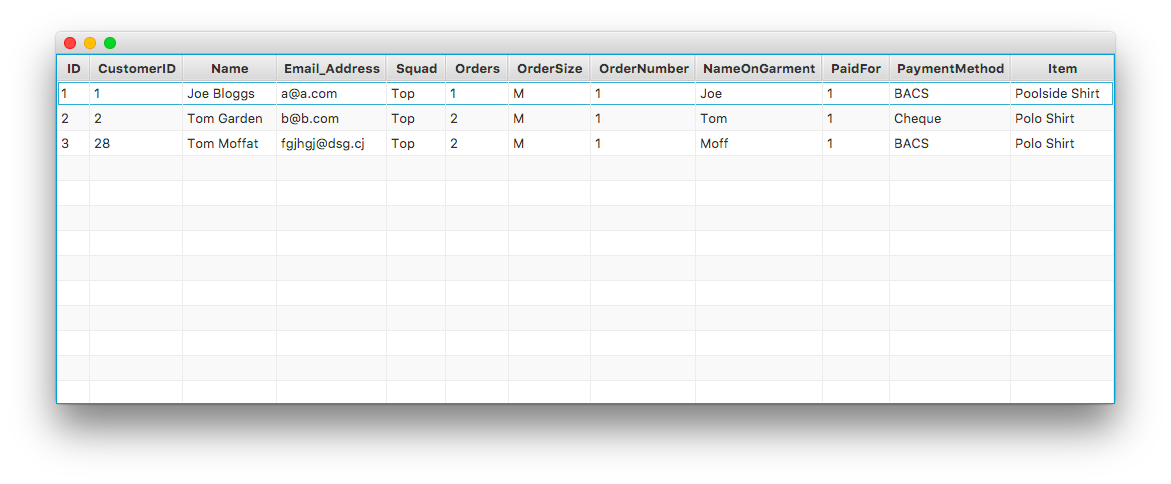 ID CustomerID Name Email_Address Squad Orders OrderSize OrderNumber NameOnGarment PaidFor PaymentMethod Item
1 1 Joe Bloggs a@a.com Top 1 M 1 Joe 1 BACS Poolside Shirt
2 2 Tom Garden b@b.com Top 2 M 1 Tom 1 Cheque Polo Shirt
3 28 Tom Moffat fgjhgj@dsg.cj Top 2 M 1 Moff 1 BACS Polo Shirt